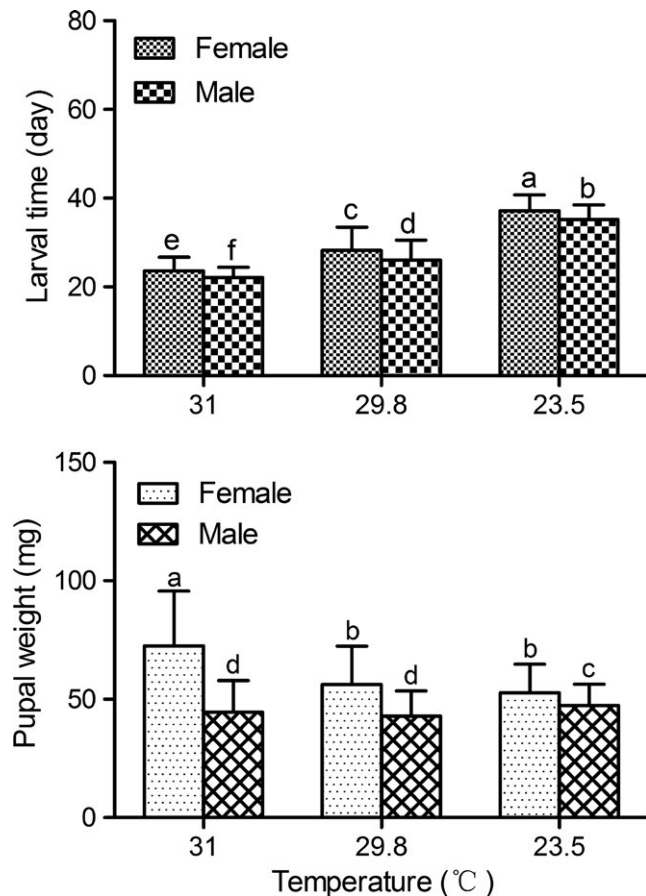 80
60
40
20
0
Larval time (day)
Female
Male
e
f
c
d
a
b
31
29.8
23.5
150
100
50
0
Pupal weight (mg)
Female
Male
a
d
b
d
b
c
31
29.8
23.5
Temperature (℃)